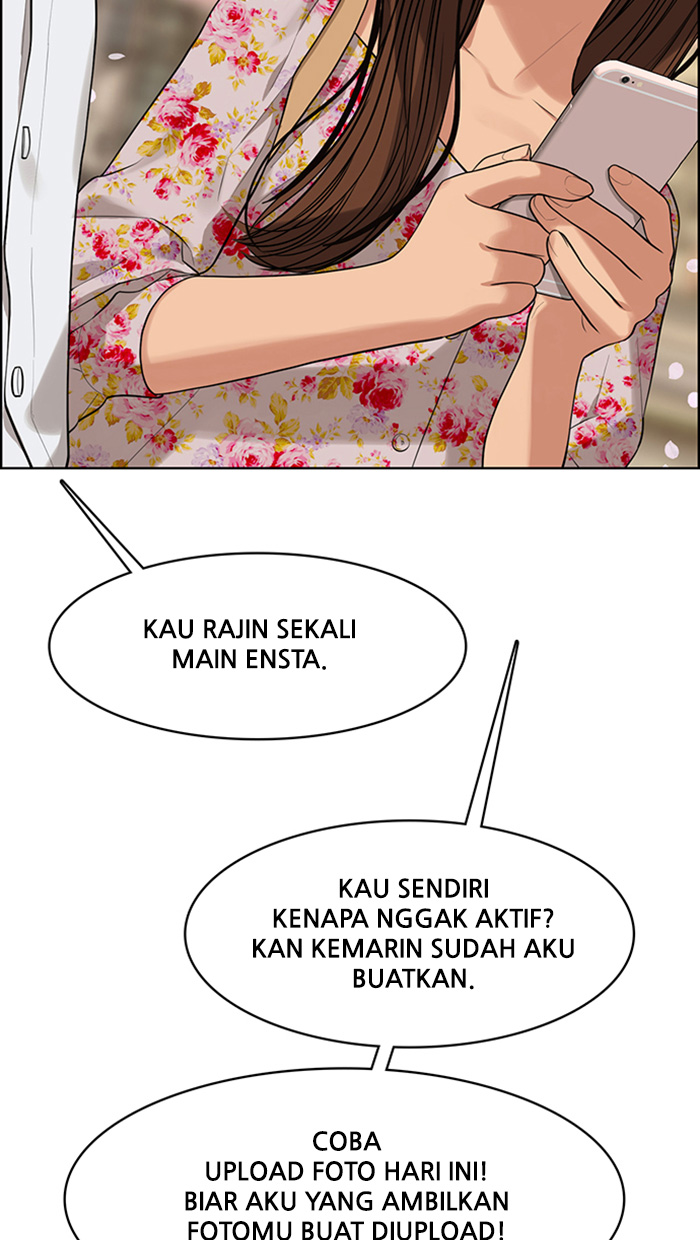 KAU RAJIN SEKALI
MAIN ENSTA.
KAU SENDIRI
KENAPA NGGAK AKTIF?
KAN KEMARIN SUDAH AKU
BUATKAN.
COBA
UPLOAD FOTO HARI INI!
BIAR AKU YANG AMBILKAN
FOTOMU BUAT DIUPLOAD!